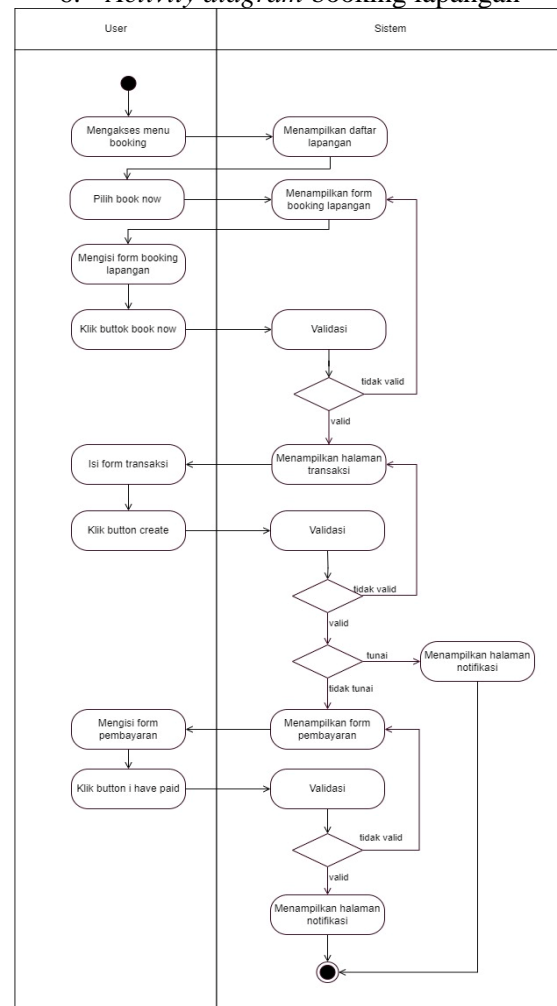 6. Activity diagram booking lapangan
User
Sistem
Mengakses menu
booking
Menampilkan daftar
lapangan
Pilih book now
Menampilkan form
booking lapangan
Mengisi form booking
lapangan
Klik buttok book now
Validasi
tidak valid
valid
Isi form transaksi
Menampilkan halaman
transaksi
Klik button create
Validasi
tidak valid
valid
tunai
Menampilkan halaman
notifikasi
tidak tunai
Mengisi form
pembayaran
Menampilkan form
pembayaran
Klik button i have paid
Validasi
tidak valid
valid
Menampilkan halaman
notifikasi